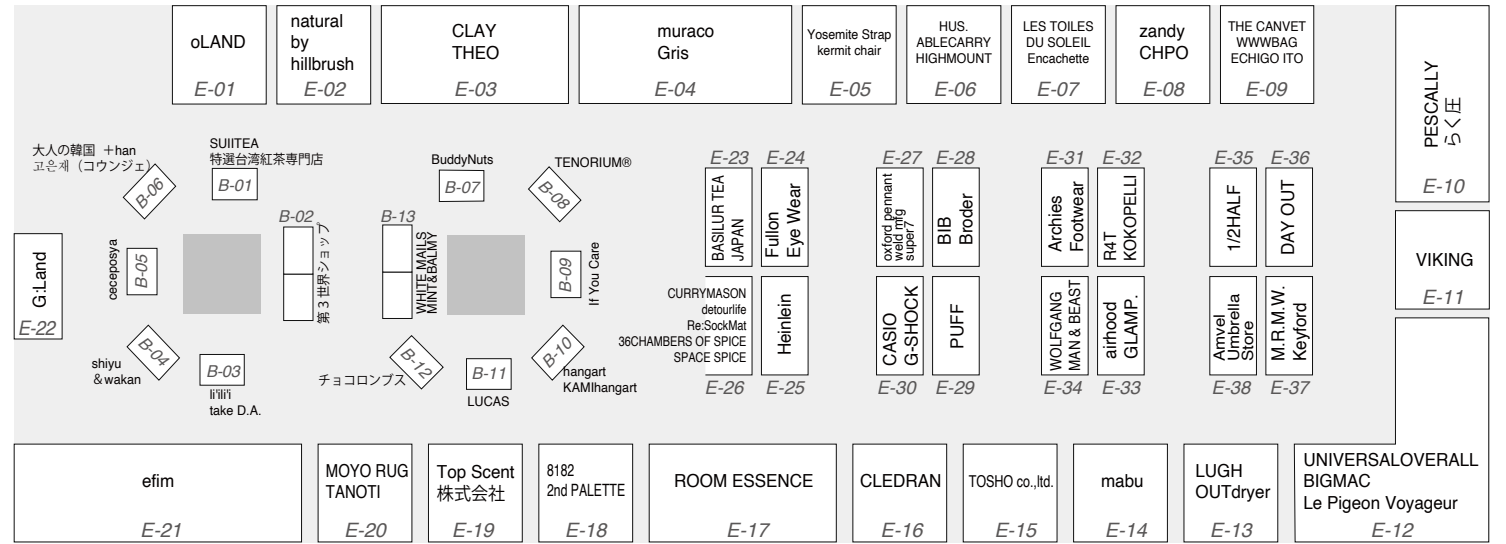 oLAND
E-01
natural
by
hillbrush
E-02
CLAY
THEO
E-03
muraco
Gris
E-04
Yosemite Strap
kermit chair
E-05
HUS.
ABLECARRY
HIGHMOUNT
E-06
LES TOILES
DU SOLEIL
Encachette
E-07
zandy
CHPO
E-08
THE CANVET
WWWBAG
ECHIGO ITO
E-09
PESCALLY
らく圧
E-10
VIKING
E-11
大人の韓国 +han
고은재（コウンジェ）
B-06
SUIITEA
特選台湾紅茶専門店
B-01
B-02
第3世界ショップ
ceceposya
B-05
G:Land
E-22
shiyu
&wakan
B-04
B-03
li'ili'i
take D.A.
BuddyNuts
B-07
TENORIUM®
B-08
B-13
WHITE MAILS
MINT&BALMY
B-09
If You Care
チョコロンブス
B-12
B-11
LUCAS
B-10
hangart
KAMIhangart
E-23
BASILUR TEA
JAPAN
E-24
Fullon
Eye Wear
CURRYMASON
detourlife
Re:SockMat
36CHAMBERS OF SPICE
SPACE SPICE
E-26
Heinlein
E-25
E-27
oxford pennant
weld mfg
super7
E-28
BIB
Broder
CASIO
G-SHOCK
E-30
PUFF
E-29
E-31
Archies
Footwear
E-32
R4T
KOKOPELLI
WOLFGANG
MAN & BEAST
E-34
airhood
GLAMP.
E-33
E-35
1/2HALF
E-36
DAY OUT
Amvel
Umbrella
Store
E-38
M.R.M.W.
Keyford
E-37
efim
E-21
MOYO RUG
TANOTI
E-20
Top Scent
株式会社
E-19
8182
2nd PALETTE
E-18
ROOM ESSENCE
E-17
CLEDRAN
E-16
TOSHO co.,ltd.
E-15
mabu
E-14
LUGH
OUTdryer
E-13
UNIVERSALOVERALL
BIGMAC
Le Pigeon Voyageur
E-12